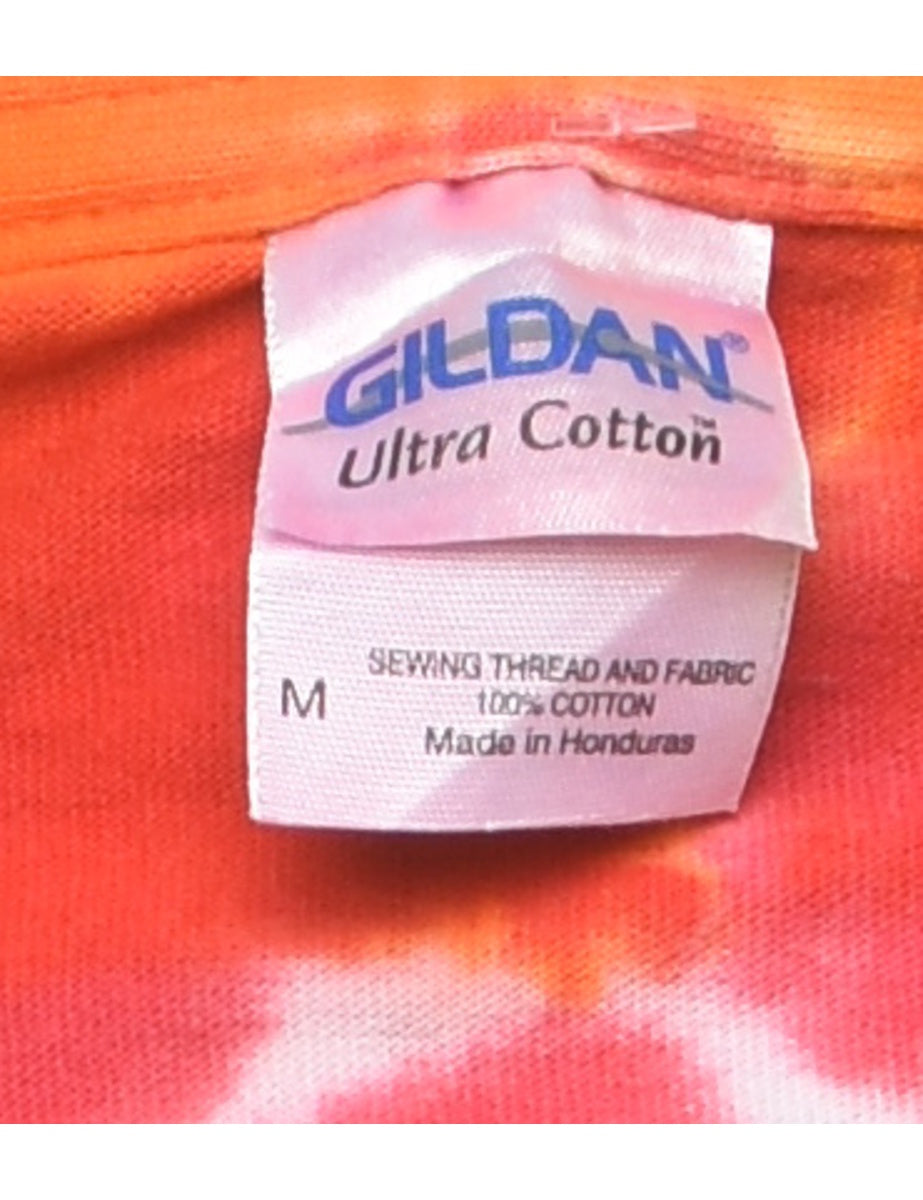 GILDAN®
Ultra Cotton™
M
SEWING THREAD AND FABRIC
100% COTTON
Made in Honduras